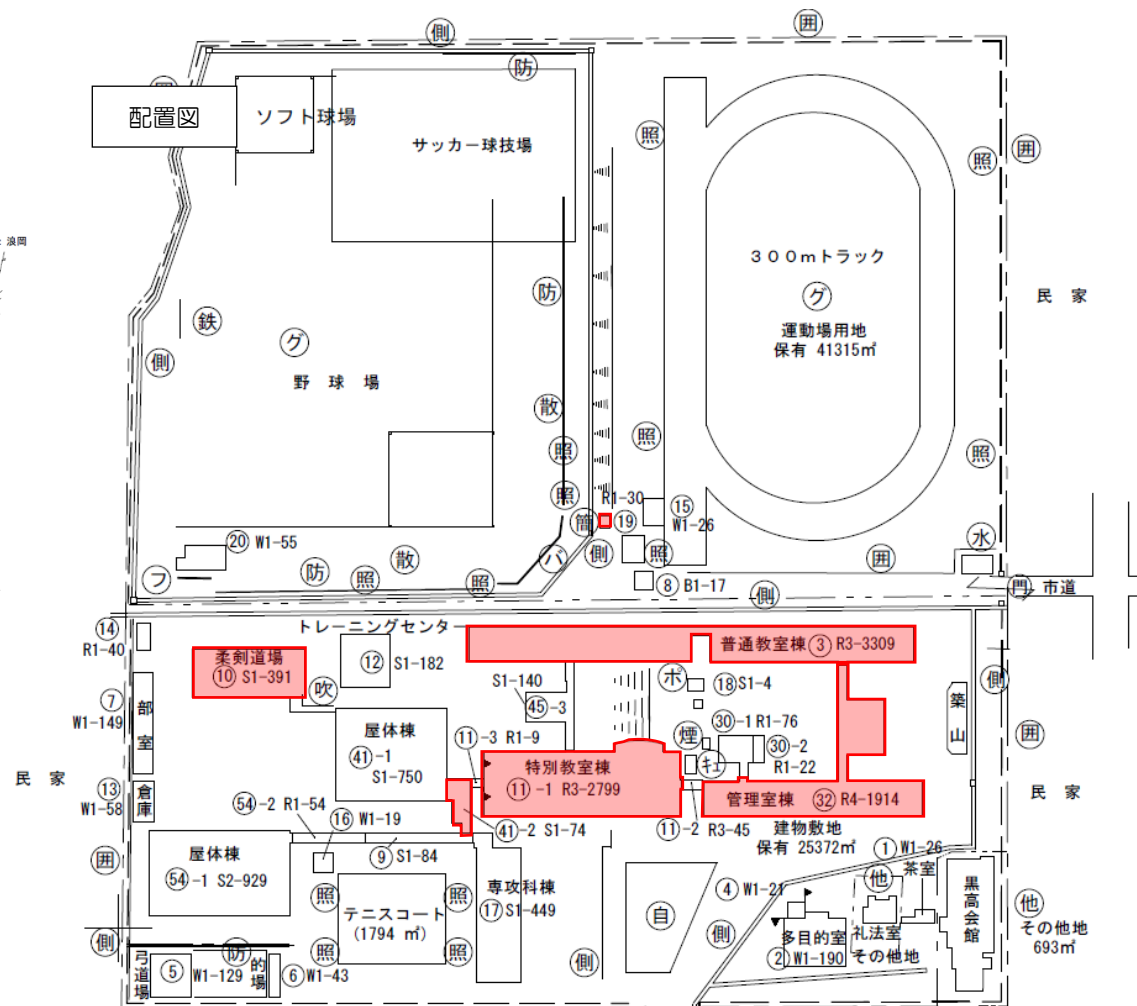 側
囲
防
配置図
ソフト球場
サッカー球技場
照
照
囲
浪岡
300mトラック
グ
運動場用地
保有 41315㎡
民 家
防
鉄
グ
側
野 球 場
散
照
照
照
照
R1-30
簡
19
15
W1-26
水
20 W1-55
フ
防
照
散
照
バ
側
照
囲
8 B1-17
側
門
市道
14
R1-40
トレーニングセンター
柔剣道場
10 S1-391
12 S1-182
普通教室棟 3 R3-3309
側
吹
S1-140
45-3
ポ
18 S1-4
築山
7
W1-149
部室
屋体棟
41-1
S1-750
11-3 R1-9
煙
30-1 R1-76
キュ
30-2
R1-22
囲
民 家
特別教室棟
11-1 R3-2799
13
W1-58
倉庫
管理室棟 32 R4-1914
民 家
54-2 R1-54
16 W1-19
41-2 S1-74
11-2 R3-45
建物敷地
保有 25372㎡
1 W1-26
茶室
囲
屋体棟
54-1 S2-929
9 S1-84
専攻科棟
17 S1-449
照
照
テニスコート
(1794 ㎡)
照
照
自
4 W1-21
他
黒高会館
他
その他地
693㎡
側
防
側
側
多目的室
2 W1-190
礼法室
その他地
弓道場
5
W1-129
的場
6 W1-43